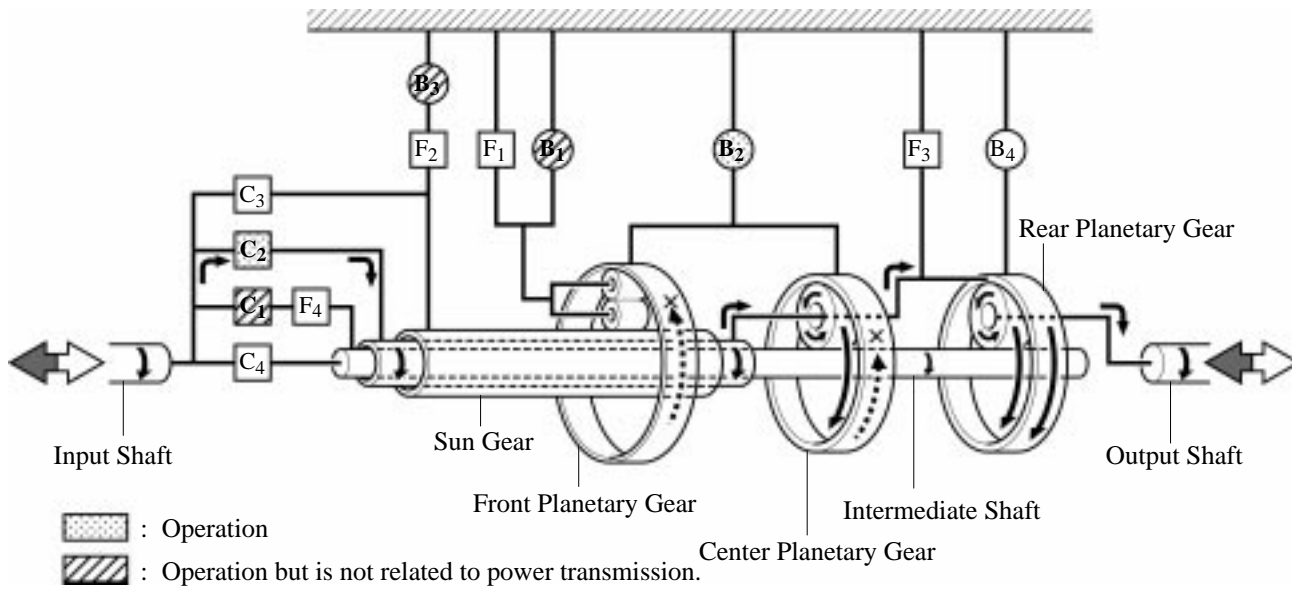 B3
F2
F1
B1
B2
F3
B4
C3
C2
C1
F4
C4
Rear Planetary Gear
Input Shaft
Sun Gear
Output Shaft
Front Planetary Gear
Intermediate Shaft
Center Planetary Gear
: Operation
: Operation but is not related to power transmission.